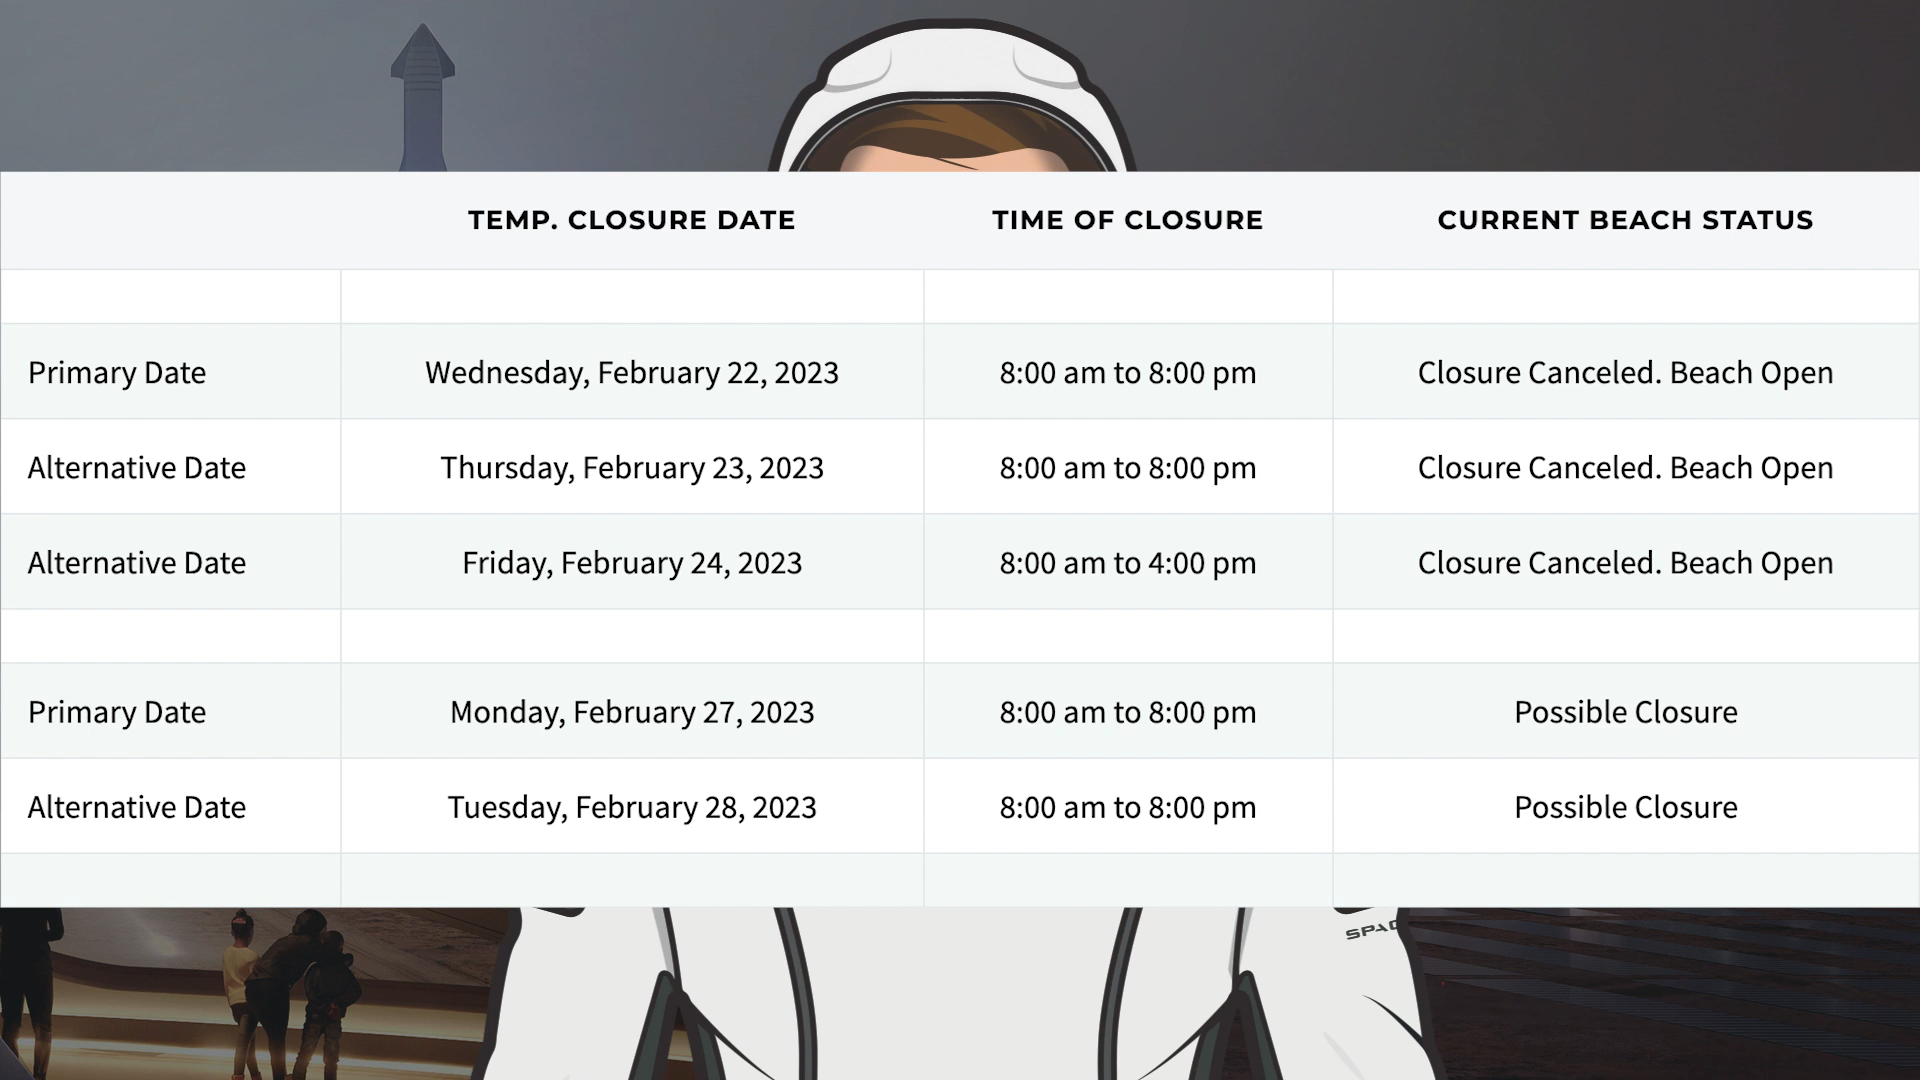 TEMP. CLOSURE DATE TIME OF CLOSURE CURRENT BEACH STATUS
Primary Date Wednesday, February 22, 2023 8:00 am to 8:00 pm Closure Canceled. Beach Open
Alternative Date Thursday, February 23, 2023 8:00 am to 8:00 pm Closure Canceled. Beach Open
Alternative Date Friday, February 24, 2023 8:00 am to 4:00 pm Closure Canceled. Beach Open
Primary Date Monday, February 27, 2023 8:00 am to 8:00 pm Possible Closure
Alternative Date Tuesday, February 28, 2023 8:00 am to 8:00 pm Possible Closure